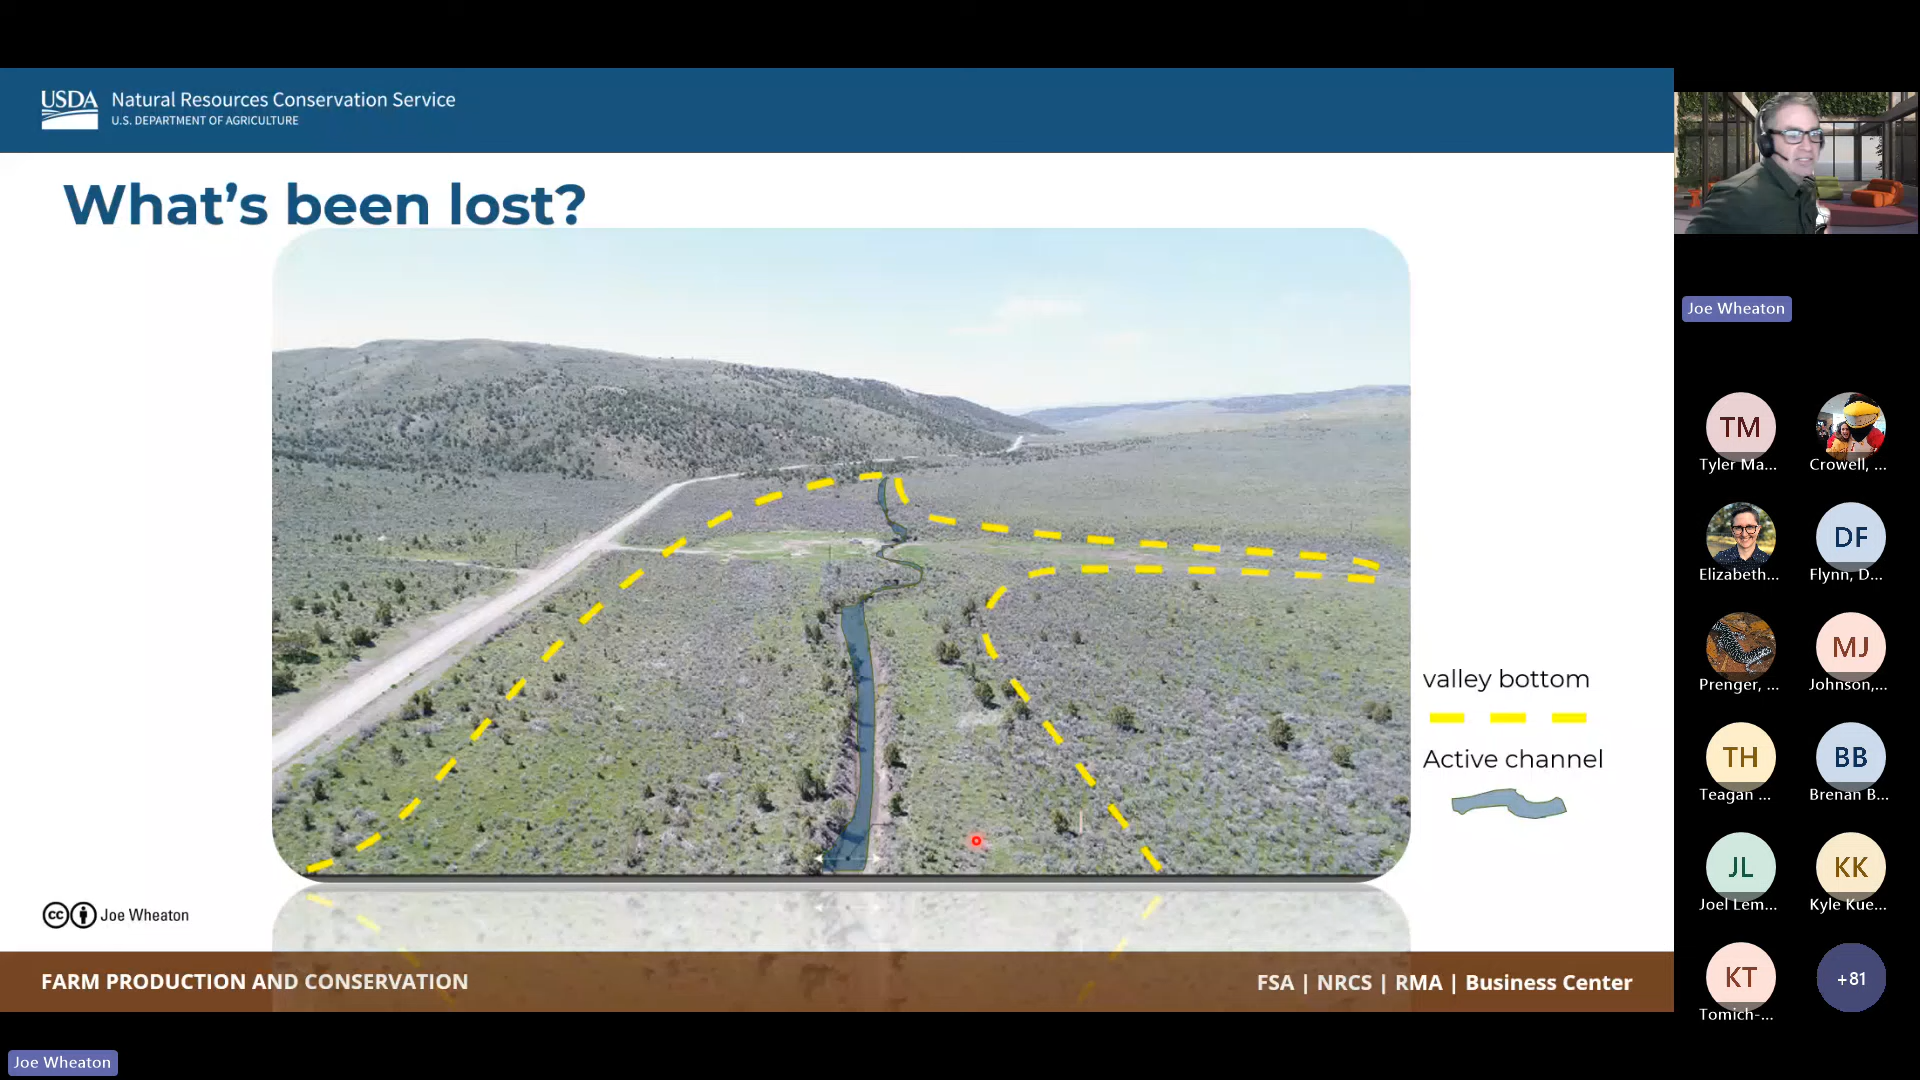 USDA
Natural Resources Conservation Service
U.S. DEPARTMENT OF AGRICULTURE
What's been lost?
valley bottom
Active channel
cc
Joe Wheaton
FARM PRODUCTION AND CONSERVATION
FSA | NRCS | RMA | Business Center
Joe Wheaton
TM
Tyler Ma...
Crowell, ...
Elizabeth...
DF
Flynn, D...
Prenger, ...
MJ
Johnson,...
TH
Teagan ...
BB
Brenan B...
JL
Joel Lem...
KK
Kyle Kue...
KT
Tomich-...
+81
Joe Wheaton